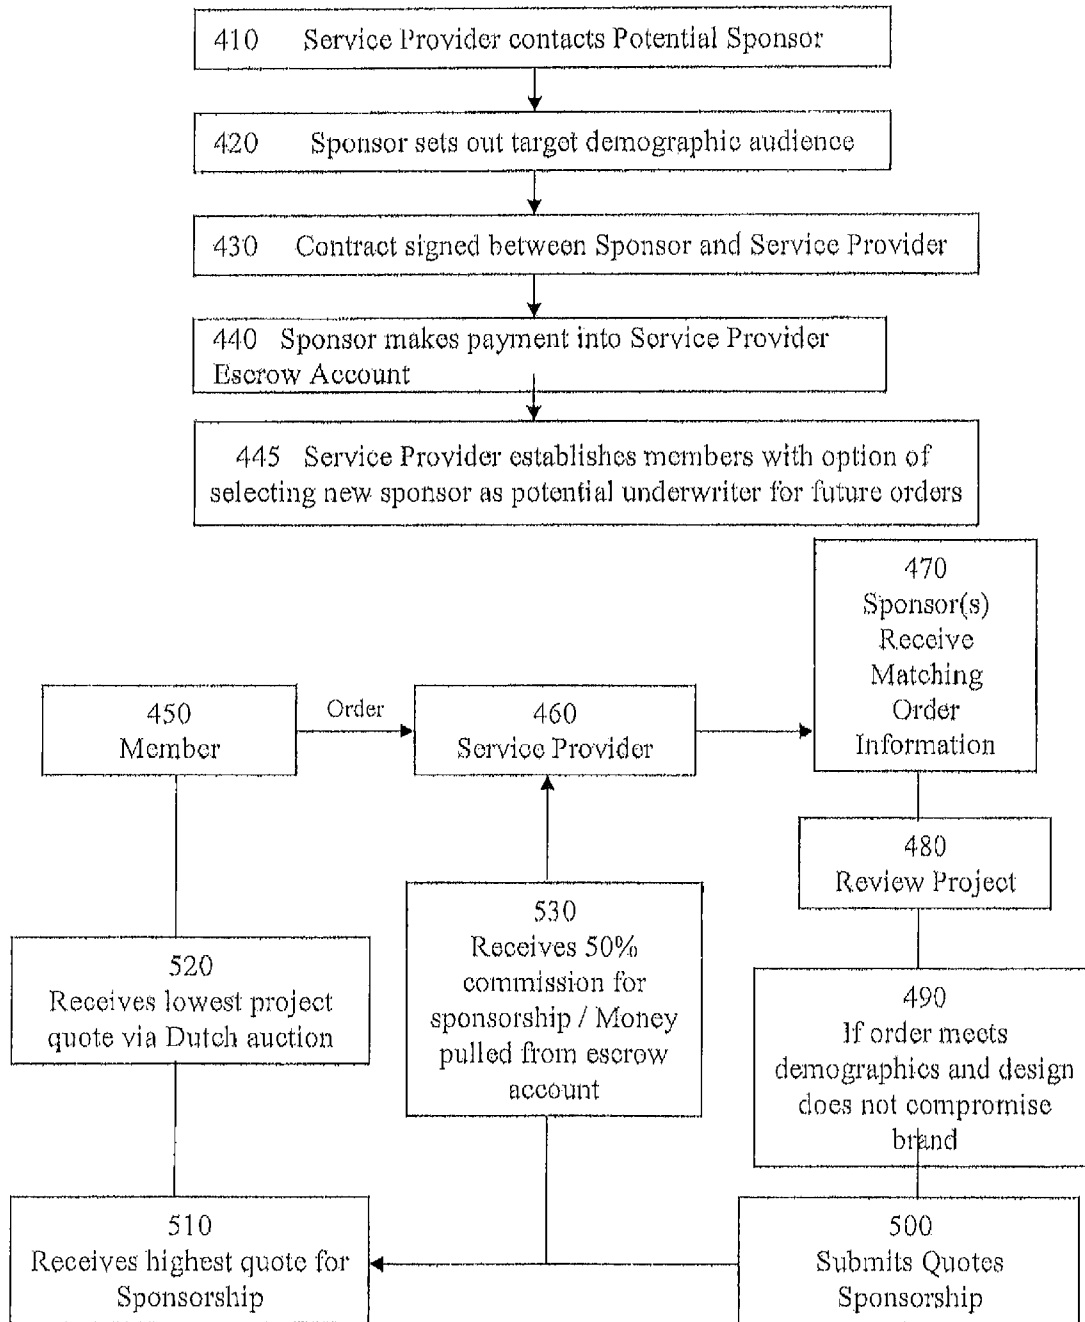 410 Service Provider contacts Potential Sponsor
420 Sponsor sets out target demographic audience
430 Contract signed between Sponsor and Service Provider
440 Sponsor makes payment into Service Provider
Escrow Account
445 Service Provider establishes members with option of
selecting new sponsor as potential underwriter for future orders
470
Sponsor(s)
Receive
Matching
Order
Information
450
Member
Order
460
Service Provider
480
Review Project
530
Receives 50%
commission for
sponsorship / Money
pulled from escrow
account
520
Receives lowest project
quote via Dutch auction
490
If order meets
demographics and design
does not compromise
brand
510
Receives highest quote for
Sponsorship
500
Submits Quotes
Sponsorship